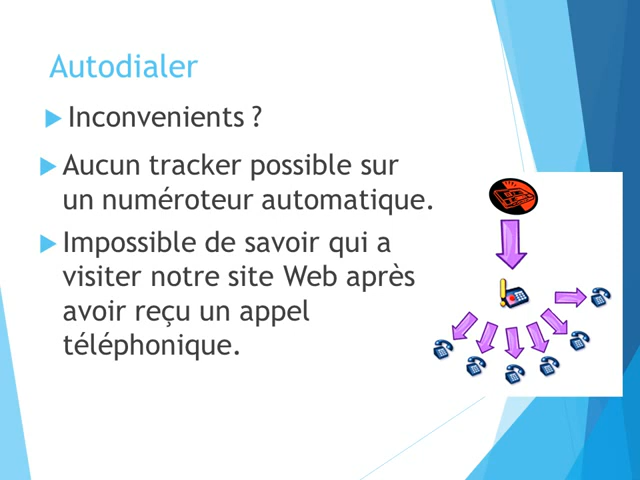 Autodialer
Inconvenients ?
Aucun tracker possible sur
un numéroteur automatique.
Impossible de savoir qui a
visiter notre site Web après
avoir reçu un appel
téléphonique.